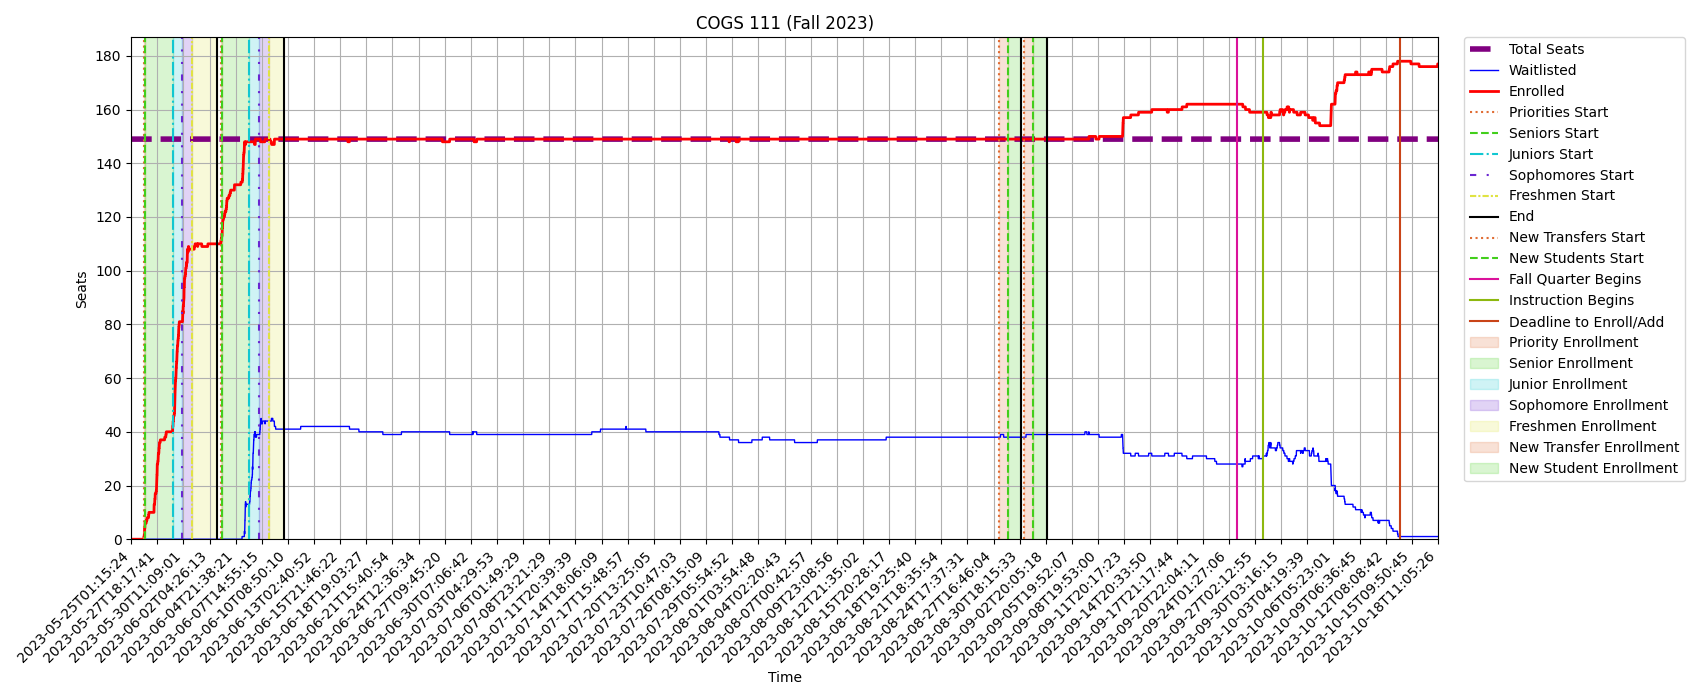 COGS 111 (Fall 2023)
Seats
180
160
140
120
100
80
60
40
20
0
2023-05-25T01:15:24
2023-05-27T18:17:41
2023-05-30T11:09:01
2023-06-02T04:26:13
2023-06-04T21:38:21
2023-06-07T14:55:15
2023-06-10T08:50:10
2023-06-13T02:40:52
2023-06-15T21:46:22
2023-06-18T19:03:27
2023-06-21T15:40:54
2023-06-24T12:36:34
2023-06-27T09:45:20
2023-06-30T07:06:42
2023-07-03T04:29:53
2023-07-06T01:49:29
2023-07-08T23:21:29
2023-07-11T20:39:39
2023-07-14T18:06:09
2023-07-17T15:48:57
2023-07-20T13:25:05
2023-07-23T10:47:03
2023-07-26T08:15:09
2023-07-29T05:54:52
2023-08-01T03:54:48
2023-08-04T02:20:43
2023-08-07T00:42:57
2023-08-09T23:08:56
2023-08-12T21:35:02
2023-08-15T20:28:17
2023-08-18T19:25:40
2023-08-21T18:35:54
2023-08-24T17:37:31
2023-08-27T16:46:04
2023-08-30T18:15:33
2023-09-02T20:05:18
2023-09-05T19:52:07
2023-09-08T19:53:00
2023-09-11T20:17:23
2023-09-14T20:33:50
2023-09-17T21:17:44
2023-09-20T22:04:11
2023-09-24T01:27:06
2023-09-27T02:12:55
2023-09-30T03:16:15
2023-10-03T04:19:39
2023-10-06T05:23:01
2023-10-09T06:36:45
2023-10-12T08:08:42
2023-10-15T09:50:45
2023-10-18T11:05:26
Time
Total Seats
Waitlisted
Enrolled
Priorities Start
Seniors Start
Juniors Start
Sophomores Start
Freshmen Start
End
New Transfers Start
New Students Start
Fall Quarter Begins
Instruction Begins
Deadline to Enroll/Add
Priority Enrollment
Senior Enrollment
Junior Enrollment
Sophomore Enrollment
Freshmen Enrollment
New Transfer Enrollment
New Student Enrollment